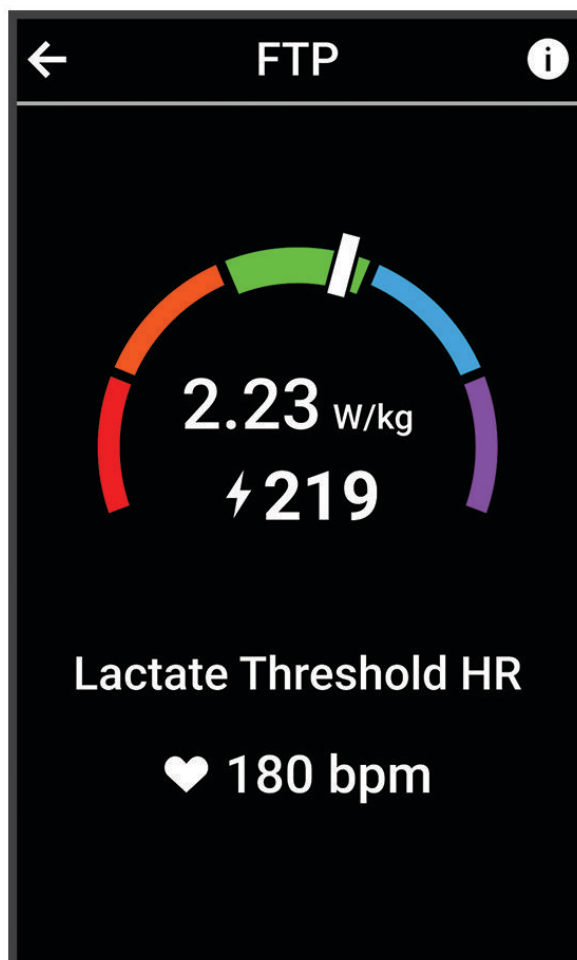 FTP
2.23 W/kg
219
Lactate Threshold HR
180 bpm